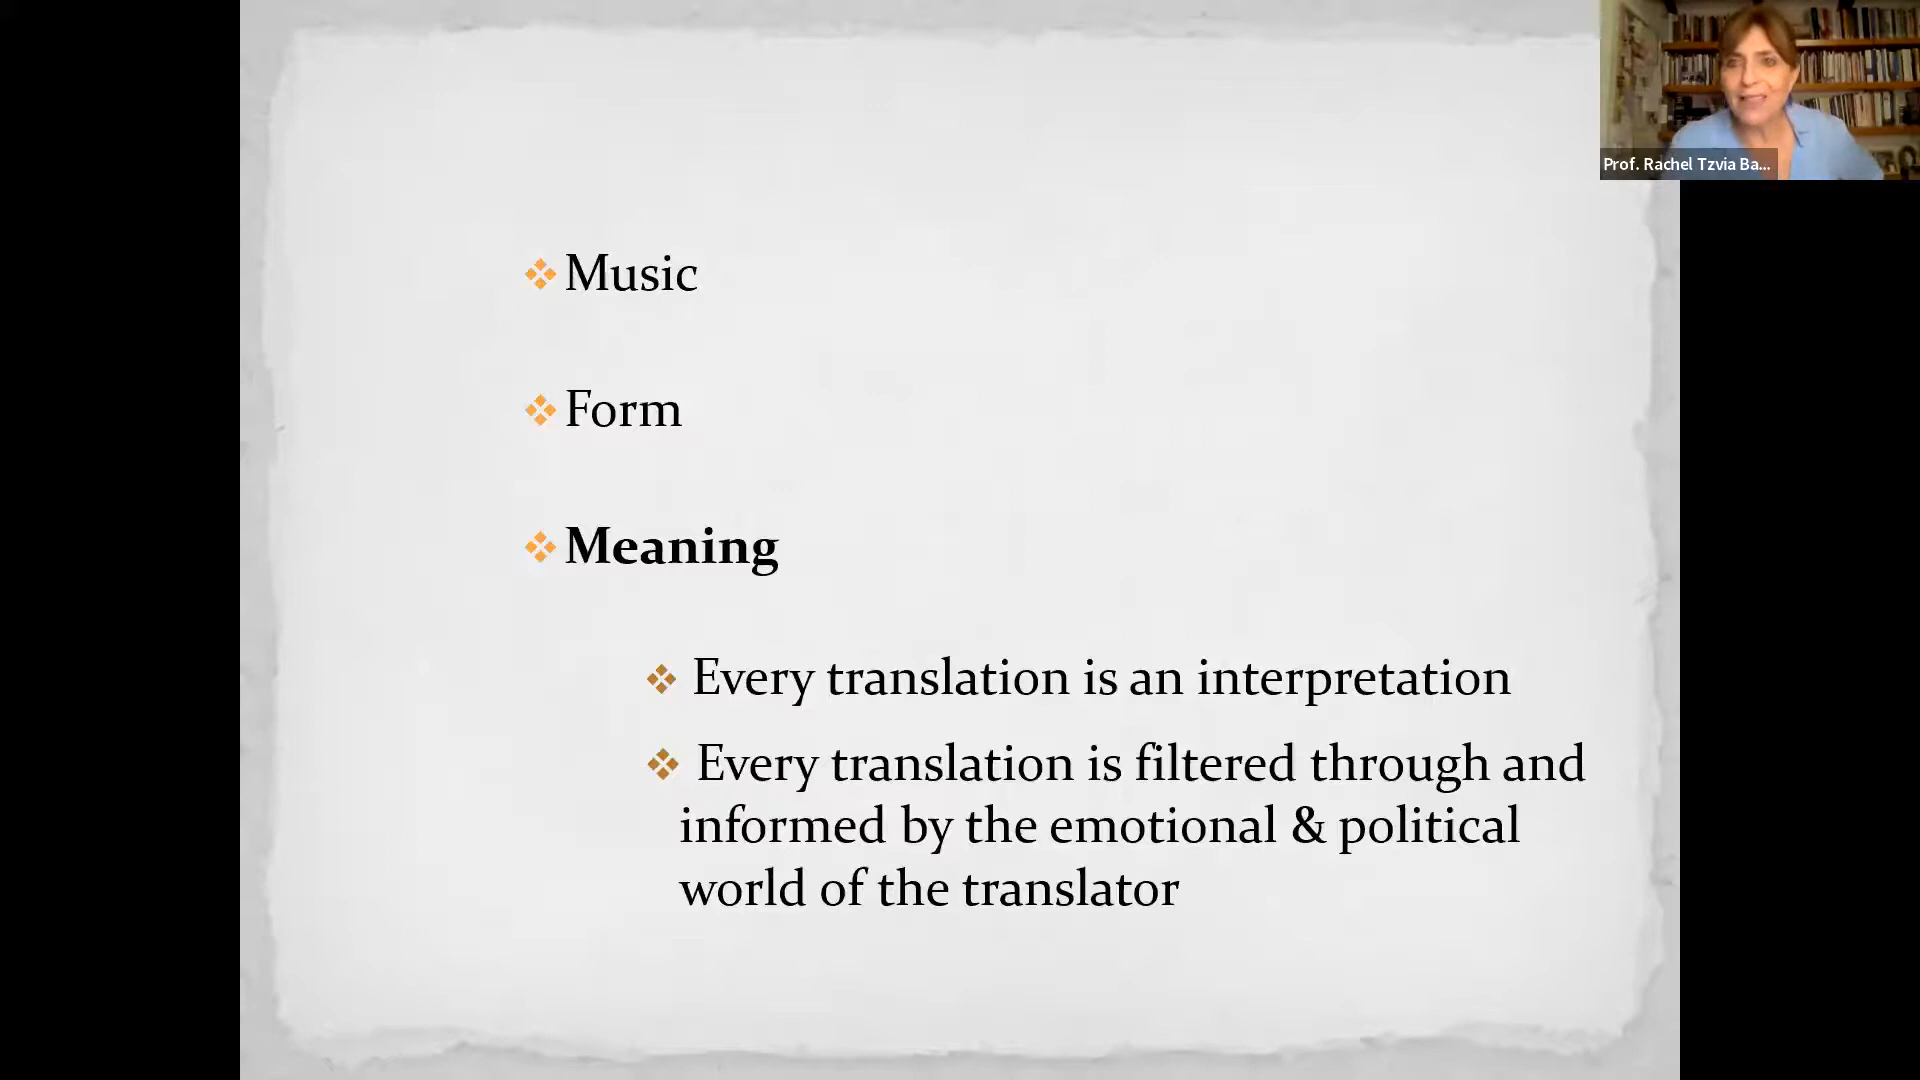 Prof. Rachel Tzvia Ba...
Music
Form
Meaning
Every translation is an interpretation
Every translation is filtered through and
informed by the emotional & political
world of the translator